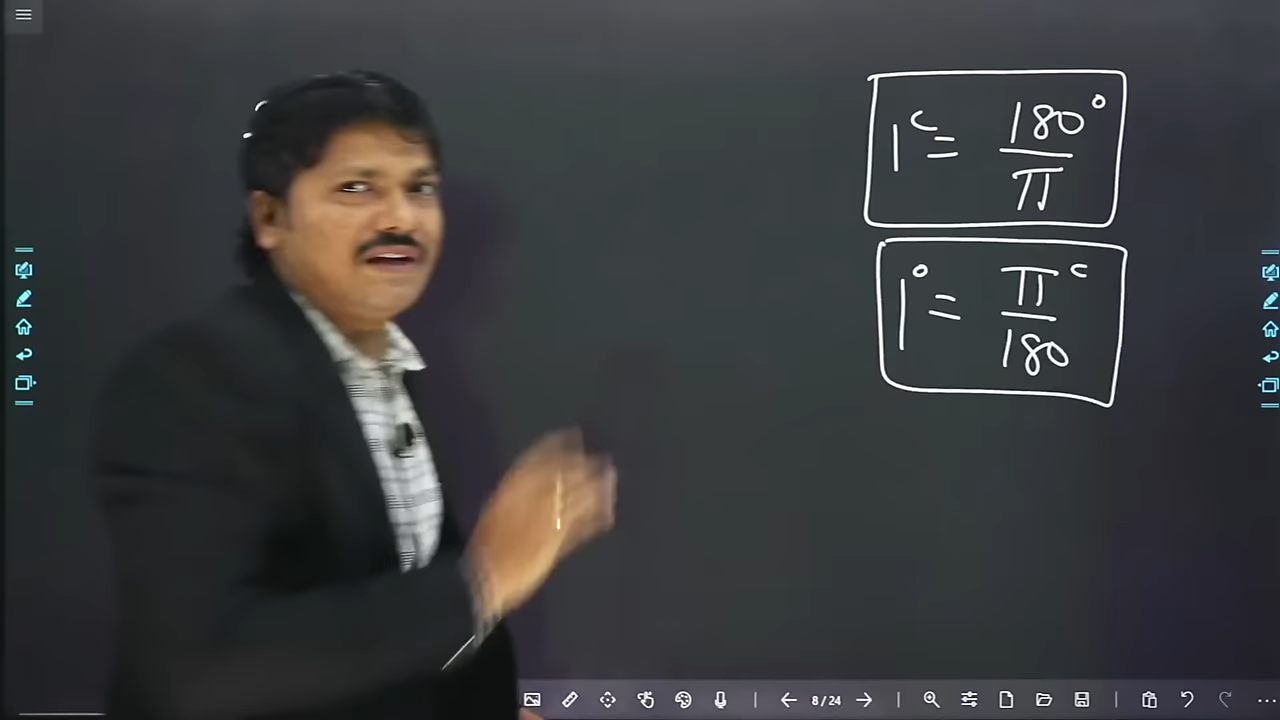 1ᶜ = 180° / π
1° = πᶜ / 180
8 / 24